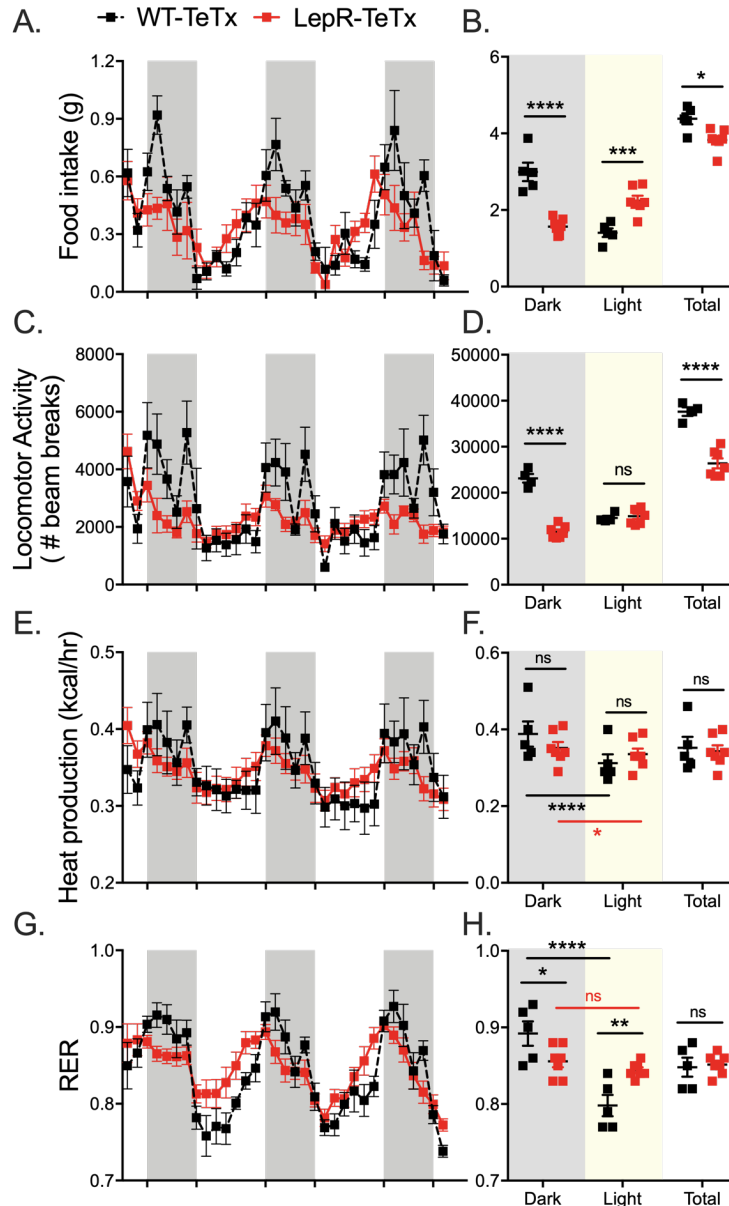 WT-TeTx LepR-TeTx
A.
Food intake (g)
1.2
0.9
0.6
0.3
0.0
B.
6
4
2
0
****
***
*
Dark Light Total
C.
Locomotor Activity
( # beam breaks)
8000
6000
4000
2000
0
D.
50000
40000
30000
20000
10000
0
****
ns
****
Dark Light Total
E.
Heat production (kcal/hr)
0.5
0.4
0.3
0.2
F.
0.6
0.4
0.2
0.0
ns
ns
ns
****
*
Dark Light Total
G.
RER
1.0
0.9
0.8
0.7
H.
1.0
0.9
0.8
0.7
****
*
ns
**
ns
Dark Light Total